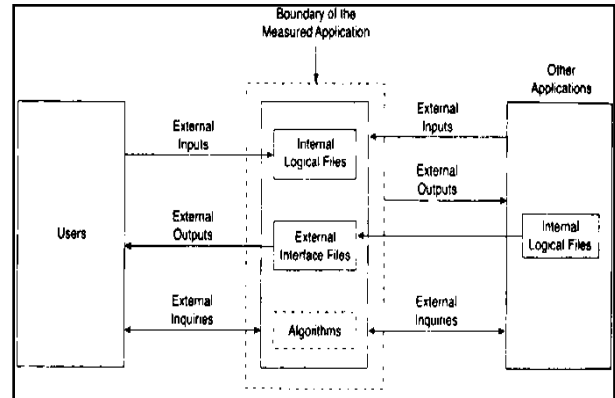 Boundary of the
Measured Application
Other
Applications
External
Inputs
External
Inputs
Internal
Logical Files
External
Outputs
Users
External
Outputs
External
Interface Files
Internal
Logical Files
External
Inquiries
Algorithms
External
Inquiries